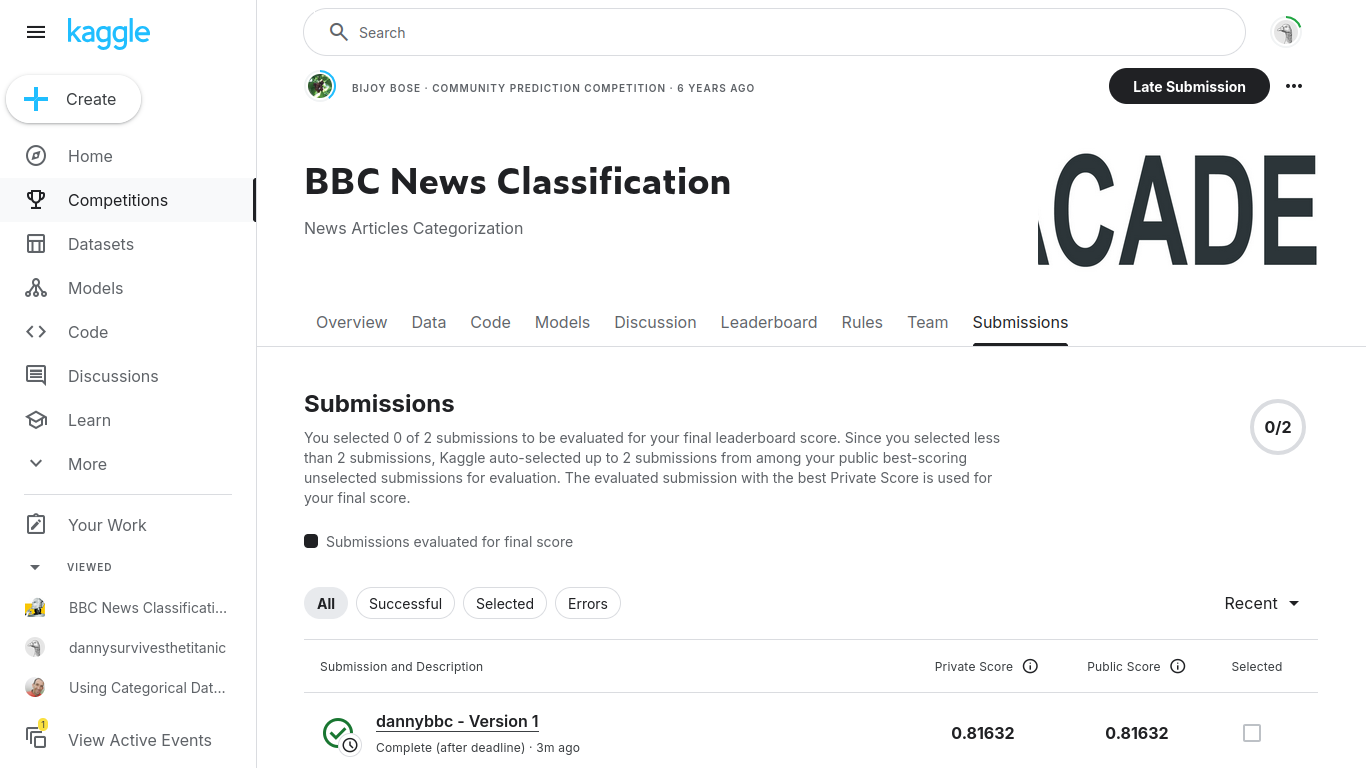 kaggle
Search
Create
Home
Competitions
Datasets
Models
Code
Discussions
Learn
More
Your Work
VIEWED
BBC News Classificati...
dannysurvivesthetitanic
Using Categorical Dat...
1
View Active Events
BIJOY BOSE · COMMUNITY PREDICTION COMPETITION · 6 YEARS AGO
Late Submission
BBC News Classification
News Articles Categorization
CADE
Overview Data Code Models Discussion Leaderboard Rules Team Submissions
Submissions
You selected 0 of 2 submissions to be evaluated for your final leaderboard score. Since you selected less
than 2 submissions, Kaggle auto-selected up to 2 submissions from among your public best-scoring
unselected submissions for evaluation. The evaluated submission with the best Private Score is used for
your final score.
0/2
Submissions evaluated for final score
All Successful Selected Errors Recent
Submission and Description Private Score Public Score Selected
dannybbc - Version 1 0.81632 0.81632
Complete (after deadline) · 3m ago